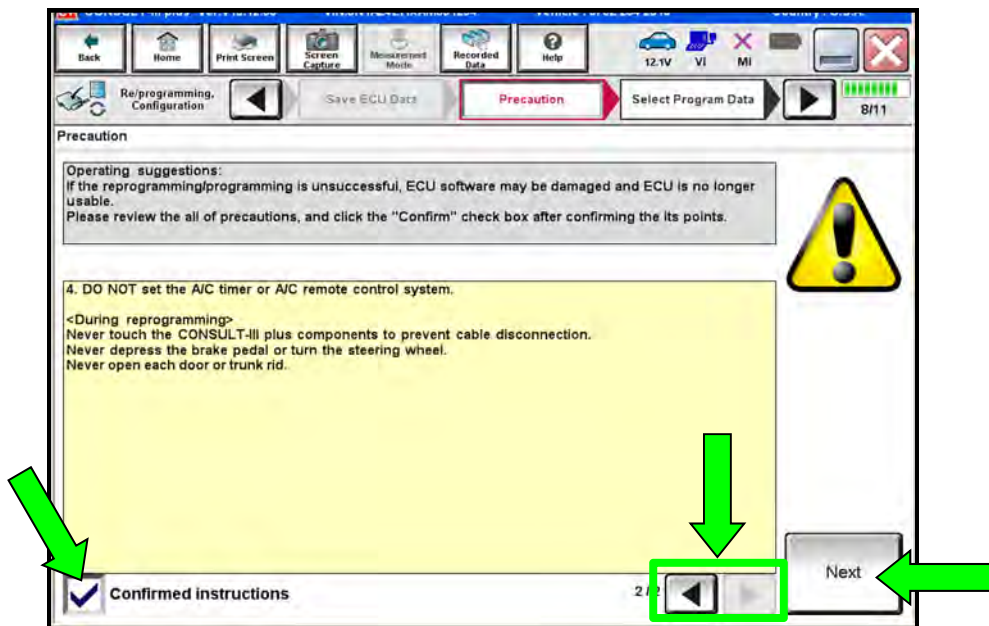 Back
Home
Print Screen
Screen
Capture
Measurement
Mode
Recorded
Data
Help
12.1V
VI
MI
Re/programming,
Configuration
Save ECU Data
Precaution
Select Program Data
8/11
Precaution
Operating suggestions:
If the reprogramming/programming is unsuccessful, ECU software may be damaged and ECU is no longer
usable.
Please review the all of precautions, and click the "Confirm" check box after confirming the its points.
4. DO NOT set the A/C timer or A/C remote control system.
<During reprogramming>
Never touch the CONSULT-III plus components to prevent cable disconnection.
Never depress the brake pedal or turn the steering wheel.
Never open each door or trunk rid.
Confirmed instructions
2/2
Next